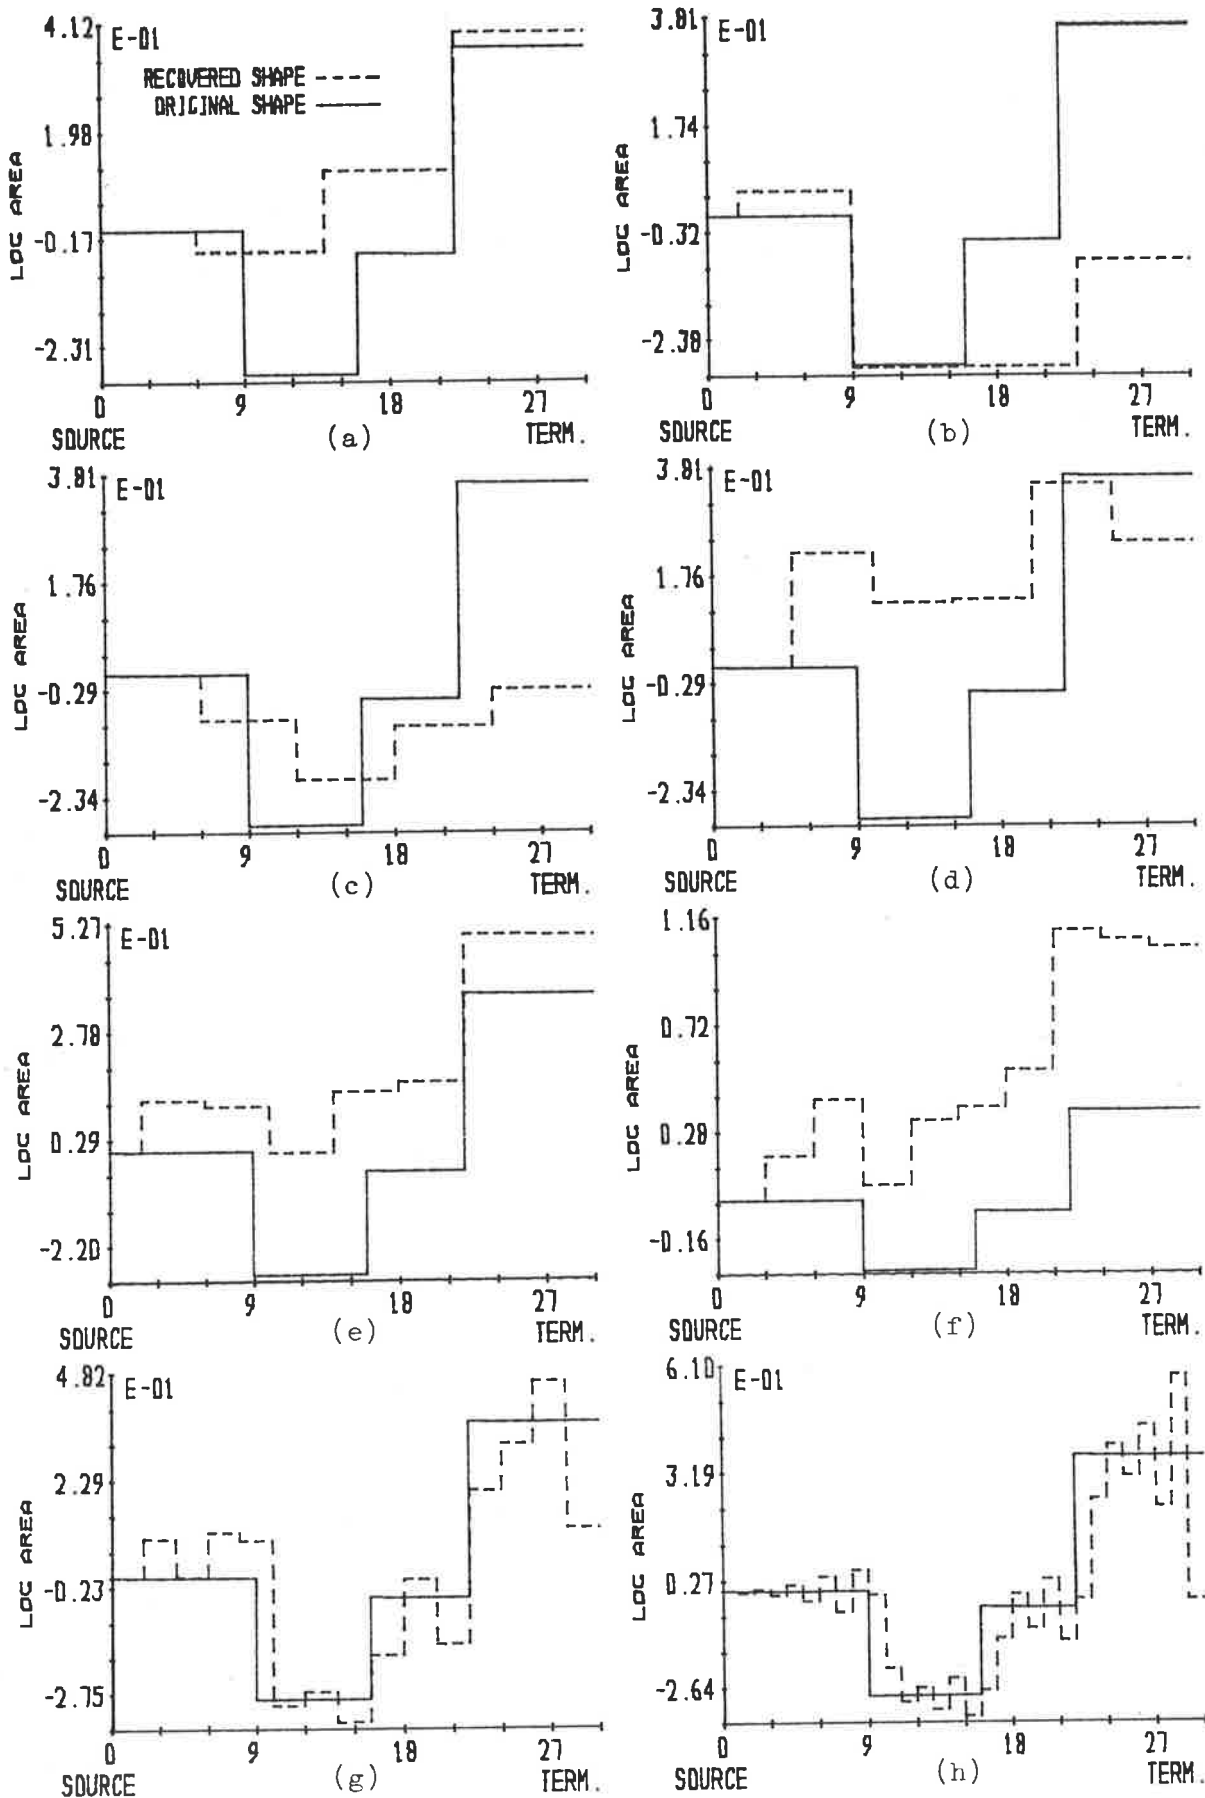 4.12
E-01
RECOVERED SHAPE
ORIGINAL SHAPE
1.98
LOG AREA
-0.17
-2.31
0 9 18 27
SOURCE (a) TERM.
3.81
E-01
1.74
LOG AREA
-0.32
-2.38
0 9 18 27
SOURCE (b) TERM.
3.81
E-01
1.76
LOG AREA
-0.29
-2.34
0 9 18 27
SOURCE (c) TERM.
3.81
E-01
1.76
LOG AREA
-0.29
-2.34
0 9 18 27
SOURCE (d) TERM.
5.27
E-01
2.78
LOG AREA
0.29
-2.20
0 9 18 27
SOURCE (e) TERM.
1.16
0.72
LOG AREA
0.28
-0.16
0 9 18 27
SOURCE (f) TERM.
4.82
E-01
2.29
LOG AREA
-0.23
-2.75
0 9 18 27
SOURCE (g) TERM.
6.10
E-01
3.19
LOG AREA
0.27
-2.64
0 9 18 27
SOURCE (h) TERM.